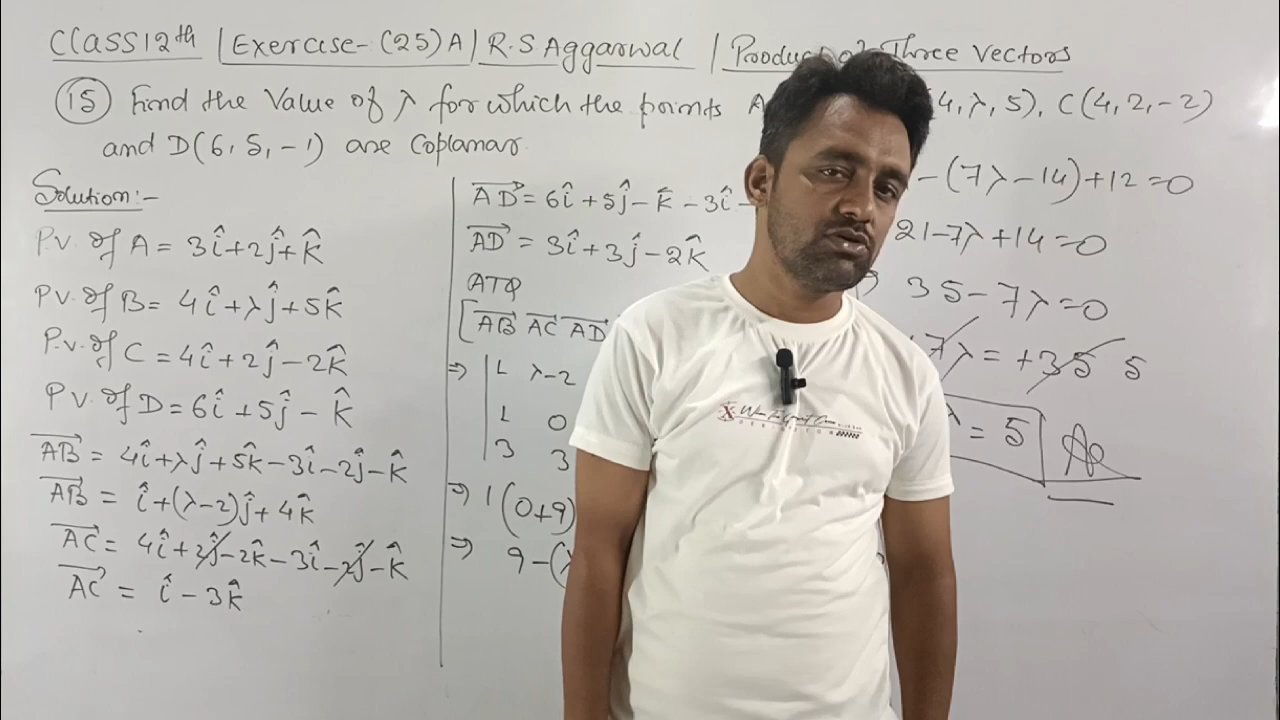 Class 12th | Exercise-(25)A | R.S Aggarwal | Product of Three Vectors
(15) Find the value of λ for which the points A (4, λ, 5), C(4, 2, -2)
and D(6, 5, -1) are Coplanar.
Solution:-
P.v. of A = 3î+2ĵ+k̂
P.v. of B = 4î+λĵ+5k̂
P.v. of C = 4î+2ĵ-2k̂
P.v. of D = 6î+5ĵ-k̂
AB→ = 4î+λĵ+5k̂-3î-2ĵ-k̂
AB→ = î+(λ-2)ĵ+4k̂
AC→ = 4î+2ĵ-2k̂-3î-2ĵ-k̂
AC→ = î-3k̂
AD→ = 6î+5ĵ-k̂-3î-
AD→ = 3î+3ĵ-2k̂
ATQ
[AB→ AC→ AD→
⇒ | 1 λ-2
1 0
3 3
⇒ 1(0+9)
⇒ 9-(λ
-(7λ-14)+12=0
21-7λ+14=0
⇒ 35-7λ=0
7λ = +35 5
λ = 5